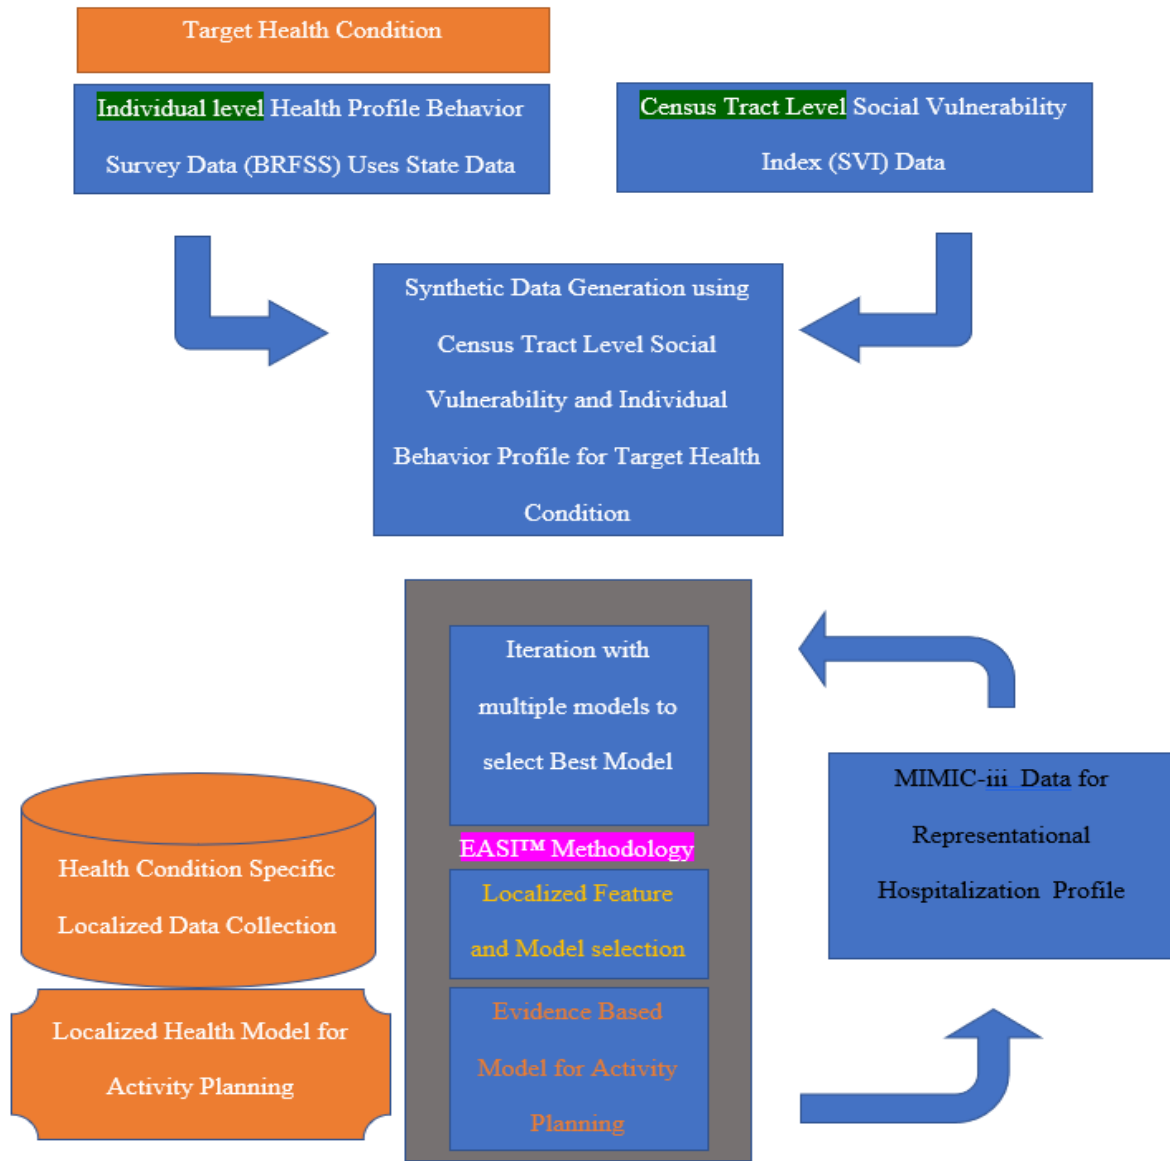 Target Health Condition
Individual level Health Profile Behavior
Survey Data (BRFSS) Uses State Data
Census Tract Level Social Vulnerability
Index (SVI) Data
Synthetic Data Generation using
Census Tract Level Social
Vulnerability and Individual
Behavior Profile for Target Health
Condition
Iteration with
multiple models to
select Best Model
EASI™ Methodology
Localized Feature
and Model selection
Evidence Based
Model for Activity
Planning
MIMIC-iii Data for
Representational
Hospitalization Profile
Health Condition Specific
Localized Data Collection
Localized Health Model for
Activity Planning